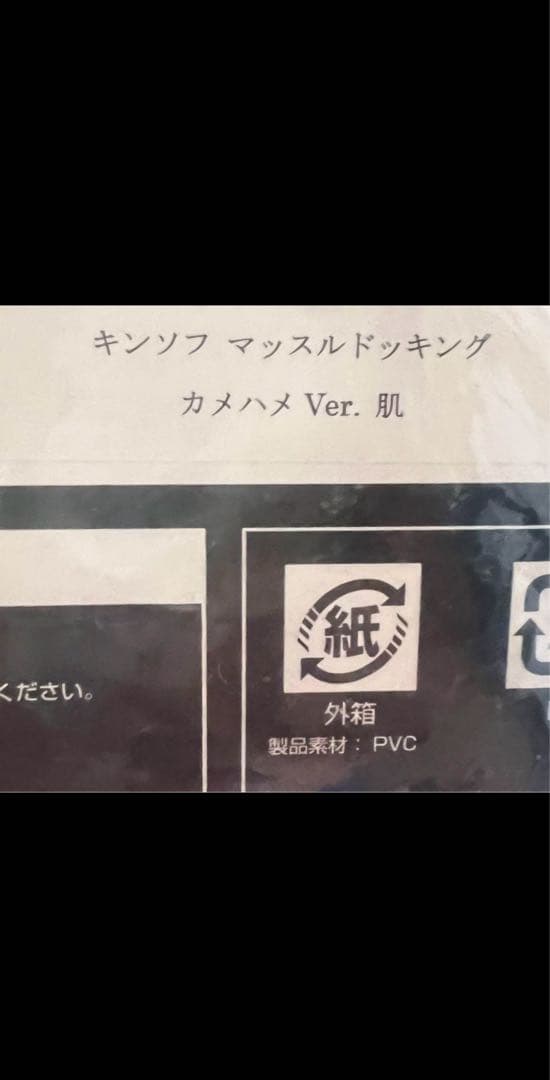 キンソフ マッスルドッキング
カメハメ Ver. 肌
ください。
紙
外箱
製品素材： PVC